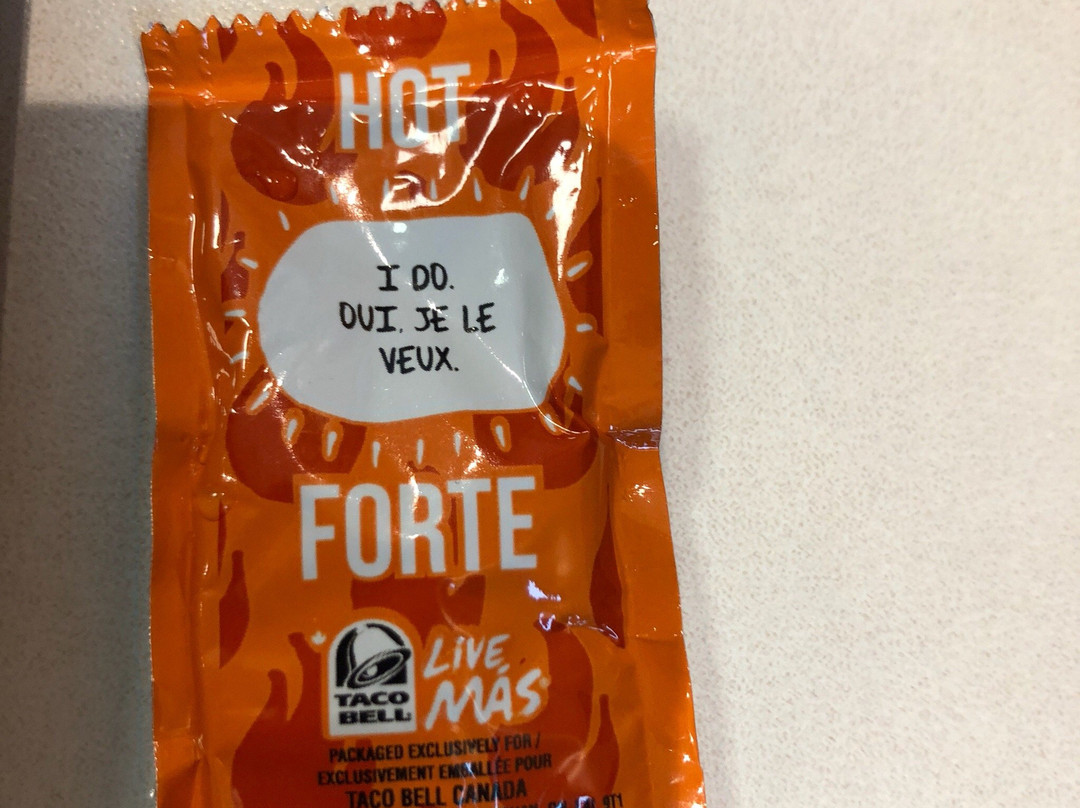 HOT
I DO.
OUI, JE LE
VEUX.
FORTE
TACO
BELL
LIVE
MÁS
PACKAGED EXCLUSIVELY FOR /
EXCLUSIVEMENT EMBALLÉE POUR
TACO BELL CANADA